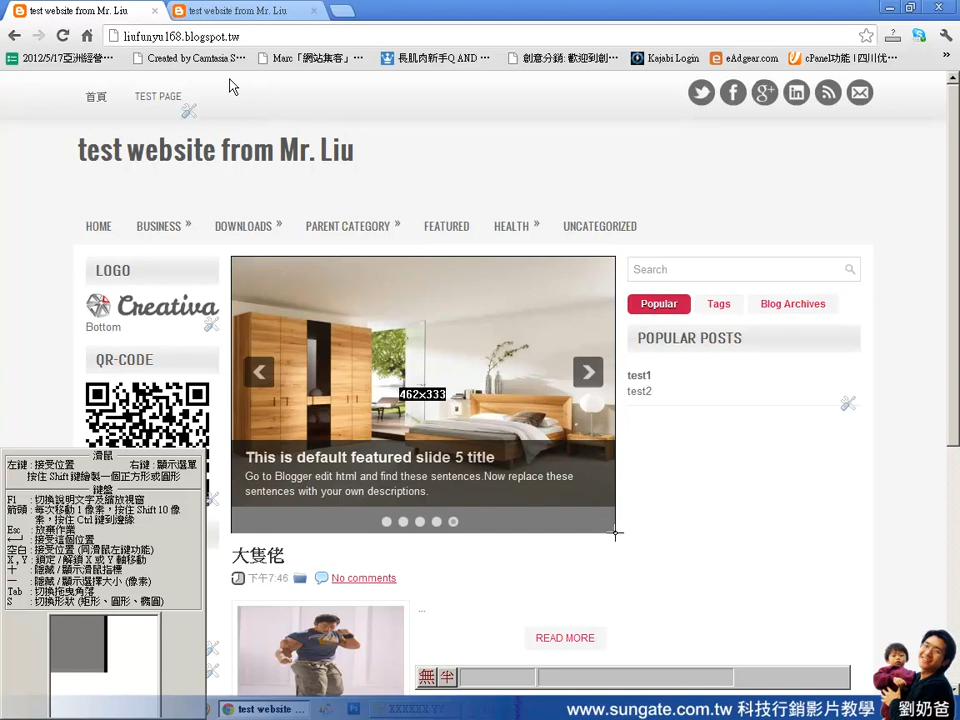 test website from Mr. Liu
test website from Mr. Liu
liufunyu168.blogspot.tw
2012/5/17亞洲經營···
Created by Camtasia S···
Marc「網站集客」···
長肌肉新手Q AND ···
創意分鎖: 歡迎到創···
Kajabi Login
eAdgear.com
cPanel功能 | 四川优···
首頁
TEST PAGE
test website from Mr. Liu
HOME
BUSINESS »
DOWNLOADS »
PARENT CATEGORY »
FEATURED
HEALTH »
UNCATEGORIZED
LOGO
Creativa
Bottom
QR-CODE
462x333
This is default featured slide 5 title
Go to Blogger edit html and find these sentences.Now replace these
sentences with your own descriptions.
Search
Popular
Tags
Blog Archives
POPULAR POSTS
test1
test2
大隻佬
下午7:46
No comments
...
READ MORE
滑鼠
左鍵 : 接受位置 右鍵 : 顯示選單
按住 Shift 鍵繪製一個正方形或圓形
鍵盤
F1 : 切換說明文字及縮放視窗
箭頭 : 每次移動 1 像素，按住 Shift 10 像
素，按住 Ctrl 鍵到邊緣
Esc : 放棄作業
: 接受這個位置
空白 : 接受位置 (同滑鼠左鍵功能)
X , Y : 鎖定 / 解鎖 X 或 Y 軸移動
＋ : 隱藏 / 顯示滑鼠指標
－ : 隱藏 / 顯示選擇大小 (像素)
Tab : 切換拖曳角落
S : 切換形狀 (矩形、圓形、橢圓)
無 半
test website ...
www.sungate.com.tw 科技行銷影片教學
劉奶爸